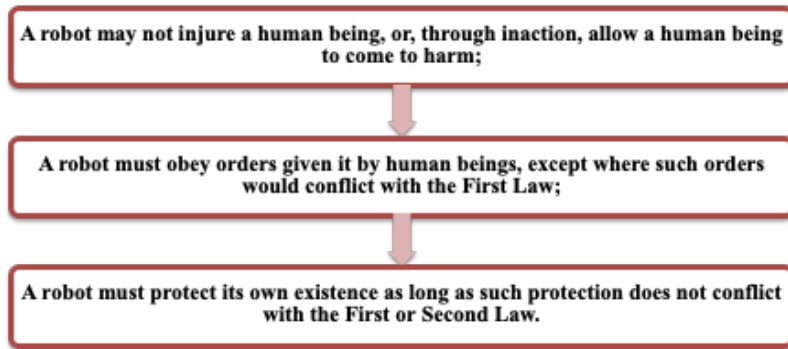 A robot may not injure a human being, or, through inaction, allow a human being
to come to harm;
A robot must obey orders given it by human beings, except where such orders
would conflict with the First Law;
A robot must protect its own existence as long as such protection does not conflict
with the First or Second Law.